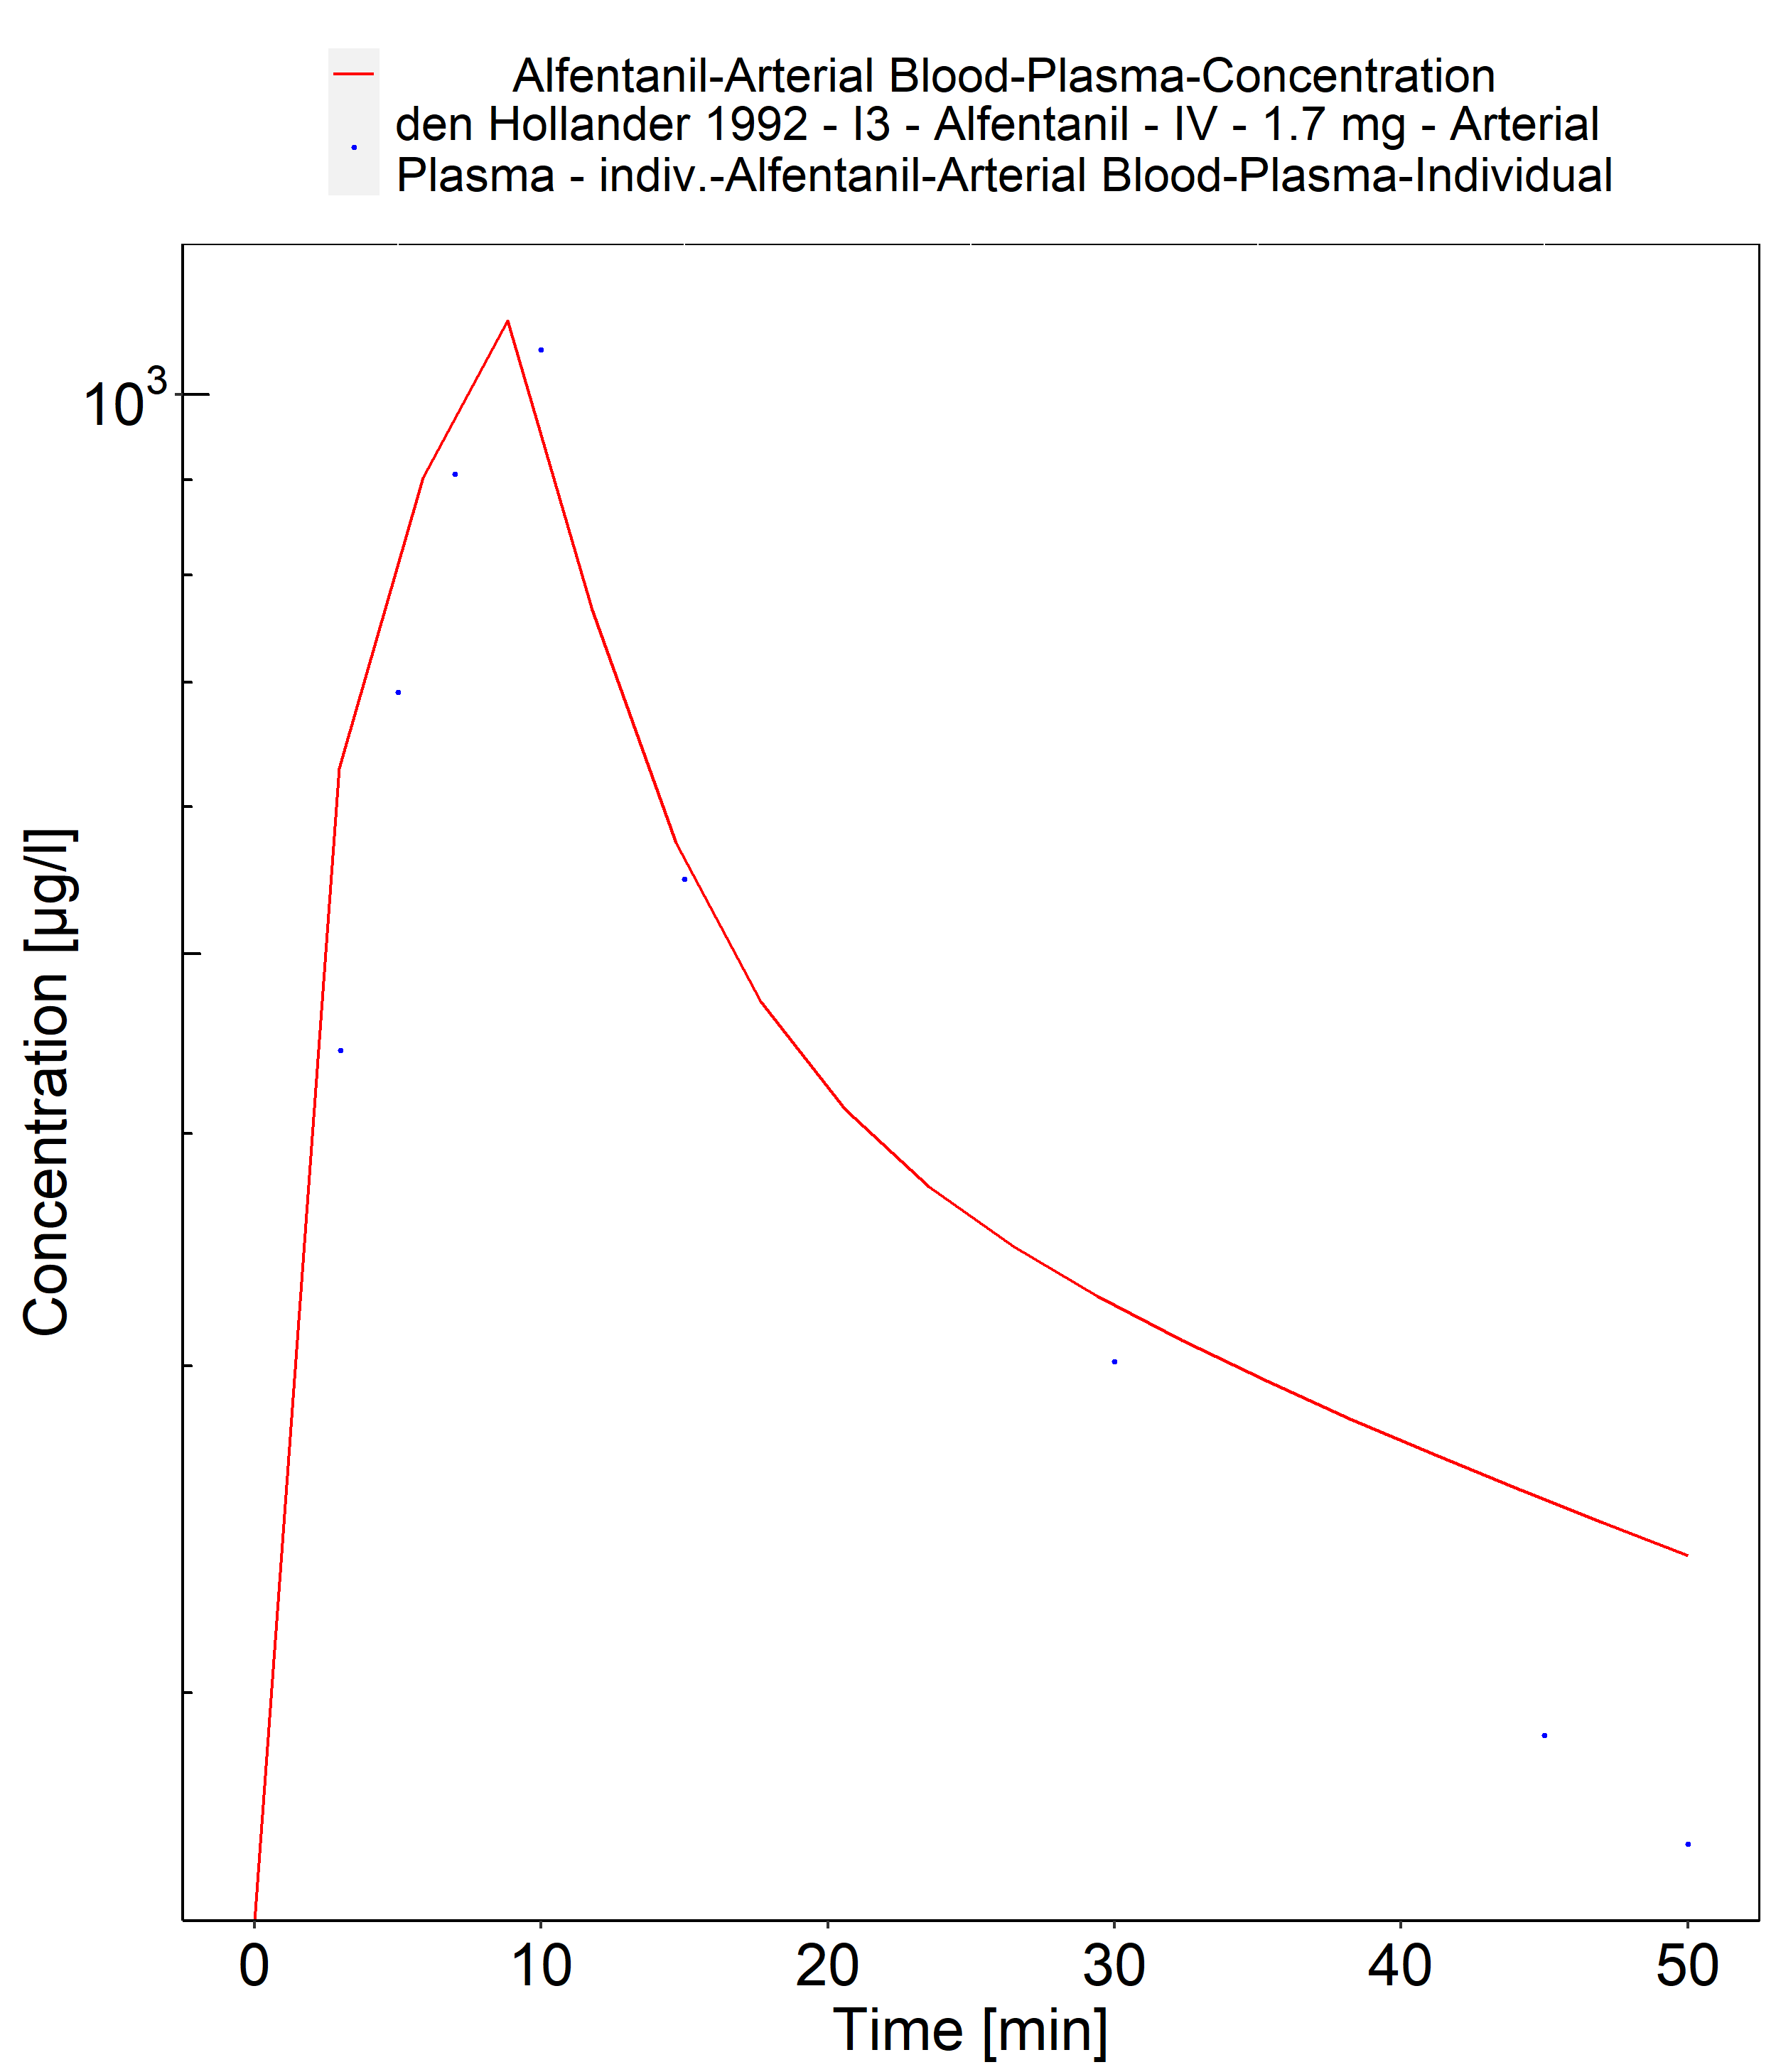 Alfentanil-Arterial Blood-Plasma-Concentration
den Hollander 1992 - I3 - Alfentanil - IV - 1.7 mg - Arterial
Plasma - indiv.-Alfentanil-Arterial Blood-Plasma-Individual
10³
Concentration [µg/l]
0 10 20 30 40 50
Time [min]